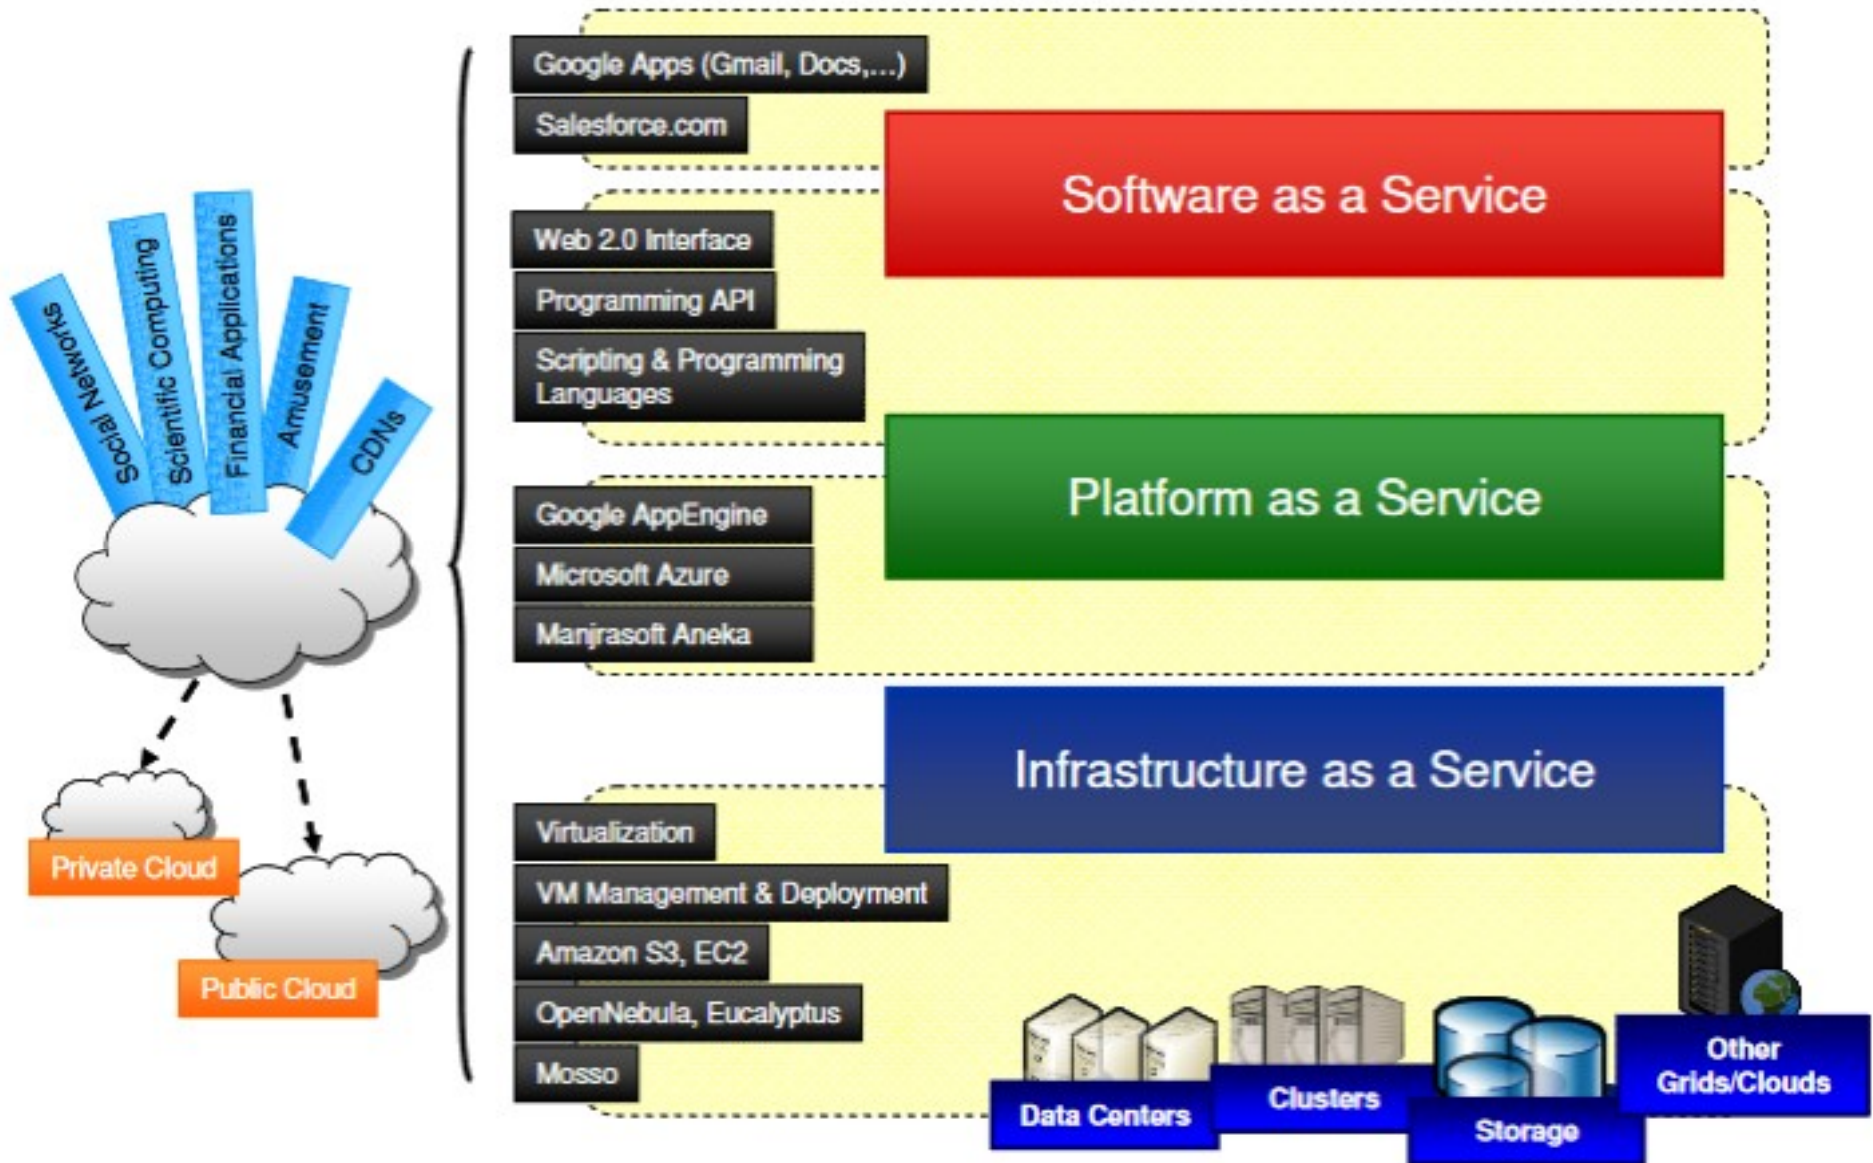 Google Apps (Gmail, Docs,...)
Salesforce.com
Software as a Service
Web 2.0 Interface
Programming API
Scripting & Programming
Languages
Platform as a Service
Google AppEngine
Microsoft Azure
Manjrasoft Aneka
Infrastructure as a Service
Virtualization
VM Management & Deployment
Amazon S3, EC2
OpenNebula, Eucalyptus
Mosso
Data Centers
Clusters
Storage
Other
Grids/Clouds
Social Networks
Scientific Computing
Financial Applications
Amusement
CDNs
Private Cloud
Public Cloud